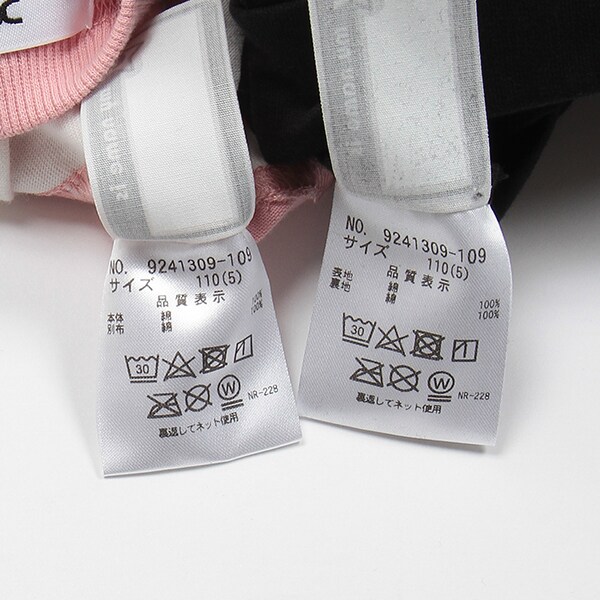 NO. 9241309-109
サイズ 110(5)
品質表示
本体 綿 100%
別布 綿 100%
30
W
NR-228
裏返してネット使用
NO. 9241309-109
サイズ 110(5)
品質表示
表地 綿 100%
裏地 綿 100%
30
W
NR-228
裏返してネット使用